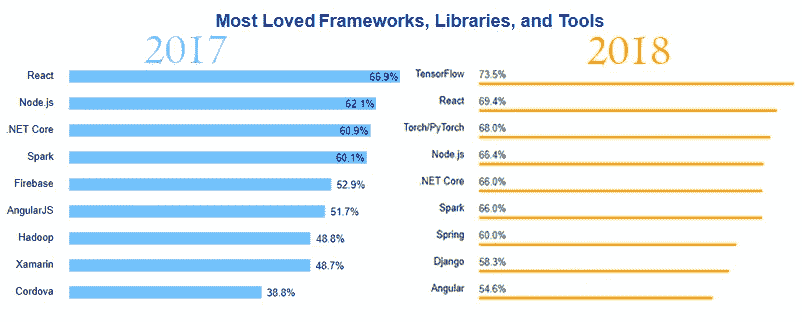 Most Loved Frameworks, Libraries, and Tools
2017
React 66.9%
Node.js 62.1%
.NET Core 60.9%
Spark 60.1%
Firebase 52.9%
AngularJS 51.7%
Hadoop 48.8%
Xamarin 48.7%
Cordova 38.8%
2018
TensorFlow 73.5%
React 69.4%
Torch/PyTorch 68.0%
Node.js 66.4%
.NET Core 66.0%
Spark 66.0%
Spring 60.0%
Django 58.3%
Angular 54.6%